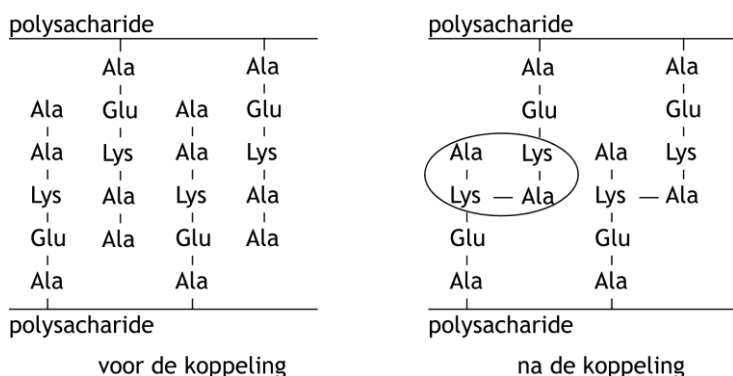 polysacharide
Ala Ala
Ala Glu Ala Glu
Ala Lys Ala Lys
Lys Ala Lys Ala
Glu Ala Glu Ala
Ala Ala
polysacharide
voor de koppeling
polysacharide
Ala Ala
Glu Glu
Ala Lys Ala Lys
Lys — Ala Lys — Ala
Glu Glu
Ala Ala
polysacharide
na de koppeling